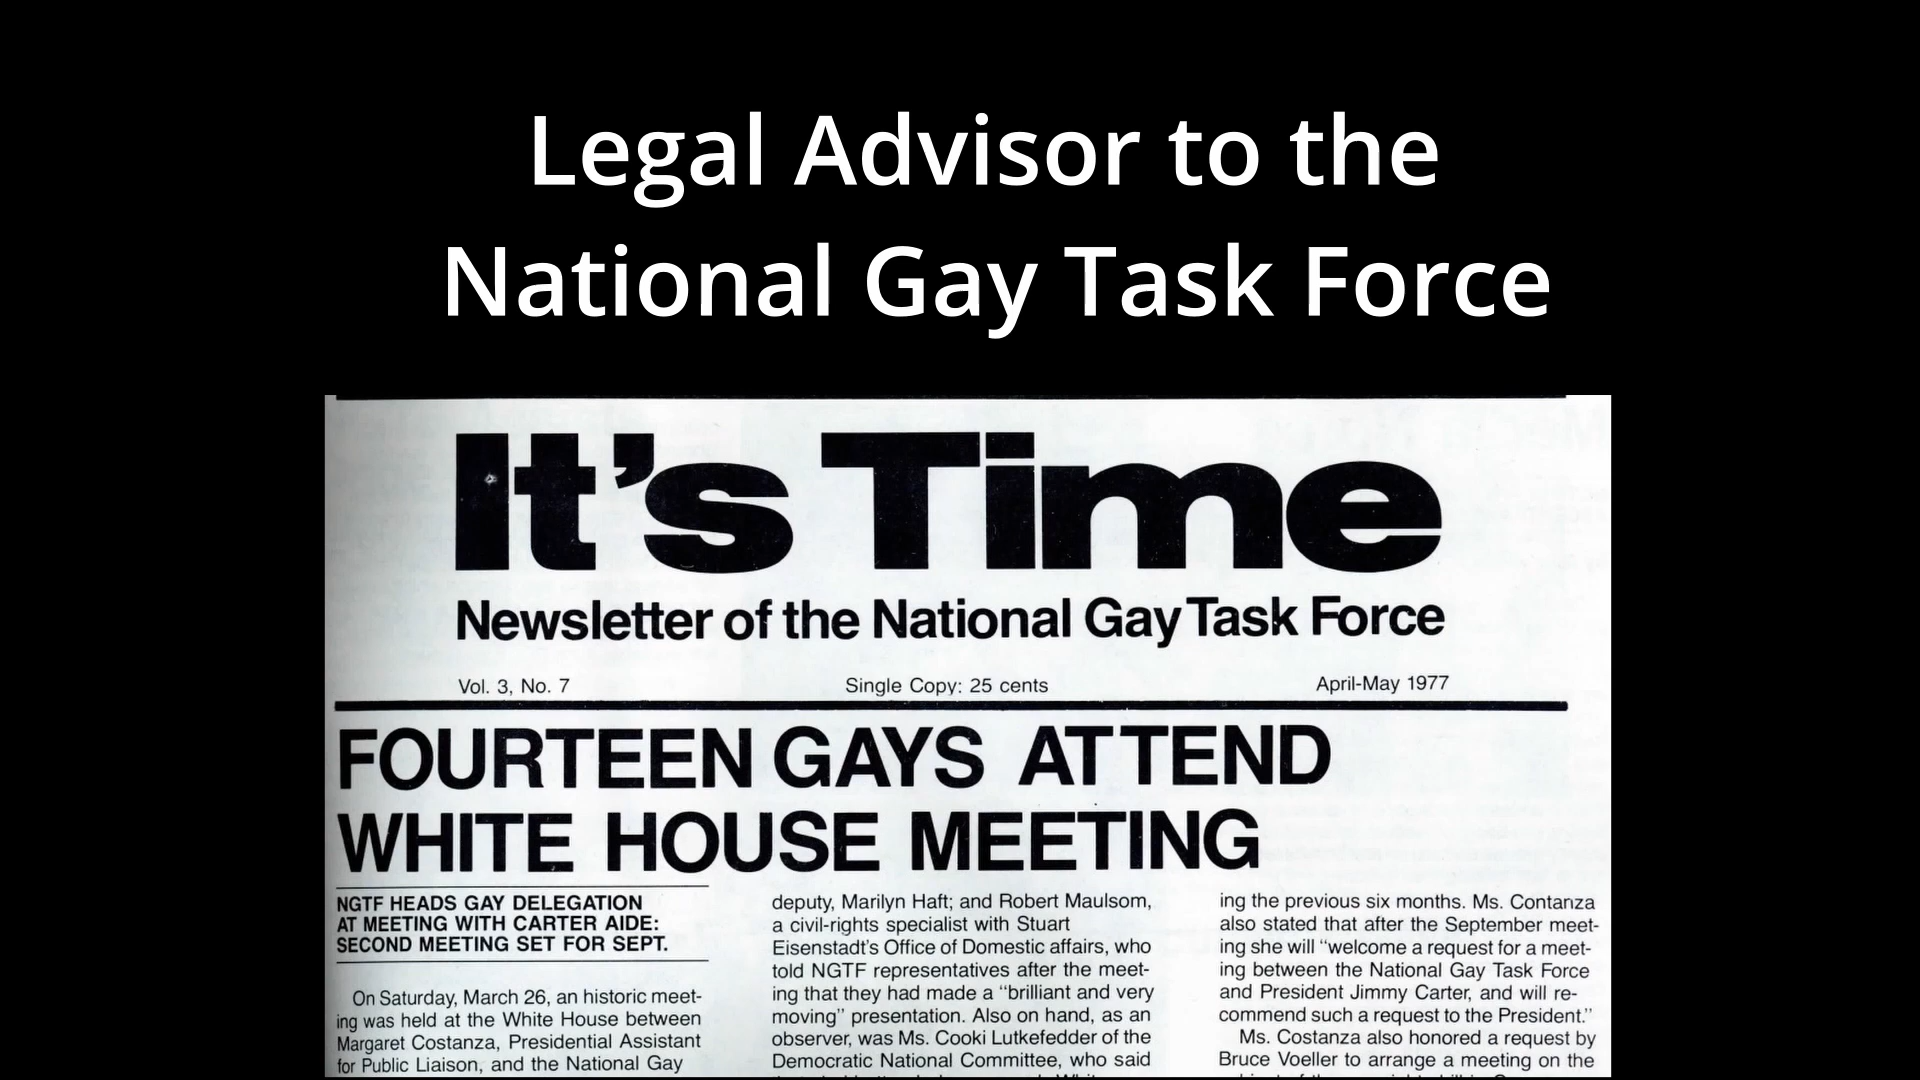 Legal Advisor to the
National Gay Task Force
It's Time
Newsletter of the National Gay Task Force
Vol. 3, No. 7
Single Copy: 25 cents
April-May 1977
FOURTEEN GAYS ATTEND
WHITE HOUSE MEETING
NGTF HEADS GAY DELEGATION
AT MEETING WITH CARTER AIDE:
SECOND MEETING SET FOR SEPT.
On Saturday, March 26, an historic meet-
ing was held at the White House between
Margaret Costanza, Presidential Assistant
for Public Liaison, and the National Gay
deputy, Marilyn Haft; and Robert Maulsom,
a civil-rights specialist with Stuart
Eisenstadt's Office of Domestic affairs, who
told NGTF representatives after the meet-
ing that they had made a "brilliant and very
moving" presentation. Also on hand, as an
observer, was Ms. Cooki Lutkefedder of the
Democratic National Committee, who said
ing the previous six months. Ms. Contanza
also stated that after the September meet-
ing she will "welcome a request for a meet-
ing between the National Gay Task Force
and President Jimmy Carter, and will re-
commend such a request to the President."
Ms. Costanza also honored a request by
Bruce Voeller to arrange a meeting on the